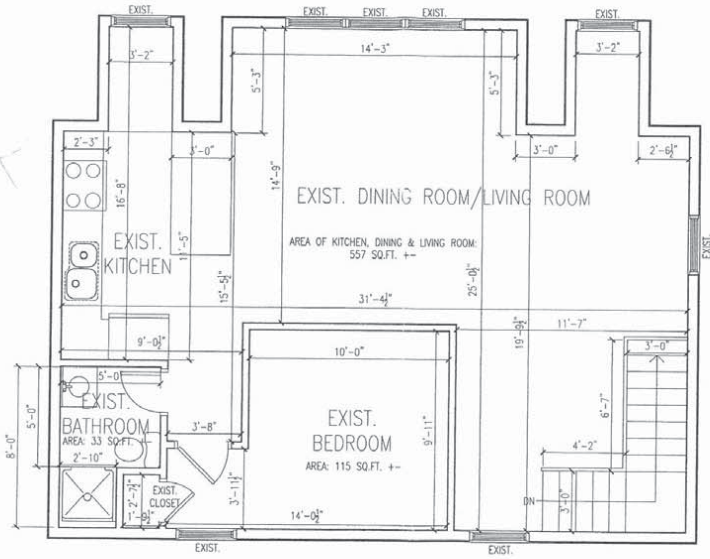 EXIST.
EXIST. EXIST. EXIST.
EXIST.
3'-2"
14'-3"
3'-2"
5'-3"
5'-3"
2'-3"
3'-0"
3'-0"
2'-6½"
16'-8"
14'-9"
EXIST. DINING ROOM/LIVING ROOM
AREA OF KITCHEN, DINING & LIVING ROOM:
557 SQ.FT. +-
EXIST.
KITCHEN
11'-5"
15'-5½"
25'-0½"
EXIST.
31'-4½"
19'-9½"
11'-7"
9'-0½"
10'-0"
3'-0"
5'-0
EXIST.
BATHROOM
AREA: 33 SQ.FT. +-
5'-0"
8'-0"
3'-8"
6'-7"
EXIST.
BEDROOM
AREA: 115 SQ.FT. +-
9'-11"
4'-2"
2'-10"
3'-11½"
2'-7½"
EXIST.
CLOSET
1'-9½"
14'-0½"
DN
3'-0"
EXIST.
EXIST.